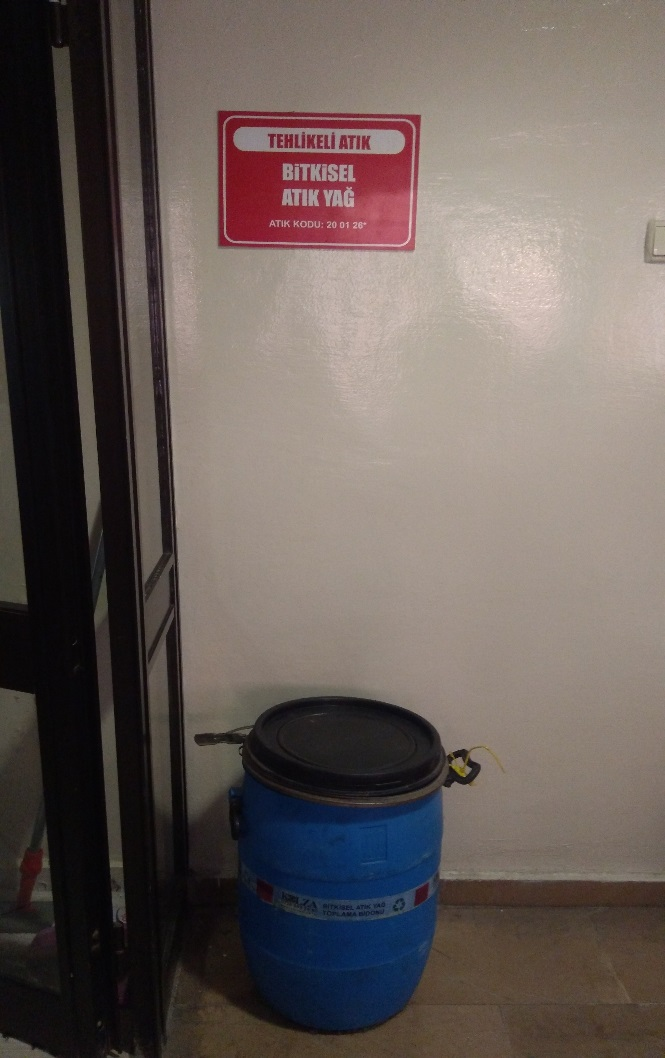 TEHLİKELİ ATIK
BİTKİSEL
ATIK YAĞ
ATIK KODU: 20 01 26*
BİTKİSEL ATIK YAĞ
TOPLAMA BİDONU